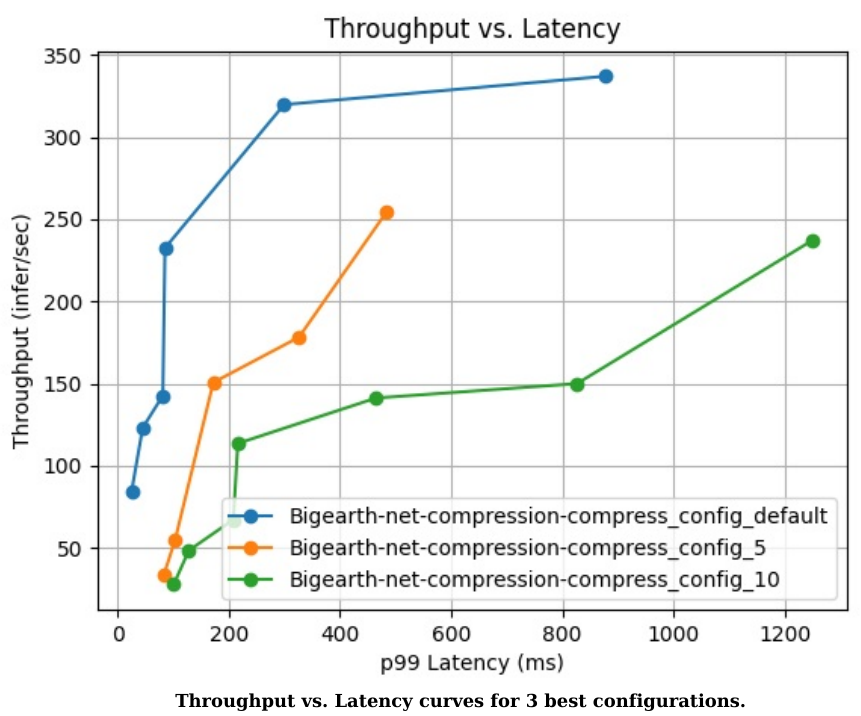 Throughput vs. Latency
350
300
250
200
150
100
50
Throughput (infer/sec)
Bigearth-net-compression-compress_config_default
Bigearth-net-compression-compress_config_5
Bigearth-net-compression-compress_config_10
0 200 400 600 800 1000 1200
p99 Latency (ms)
Throughput vs. Latency curves for 3 best configurations.